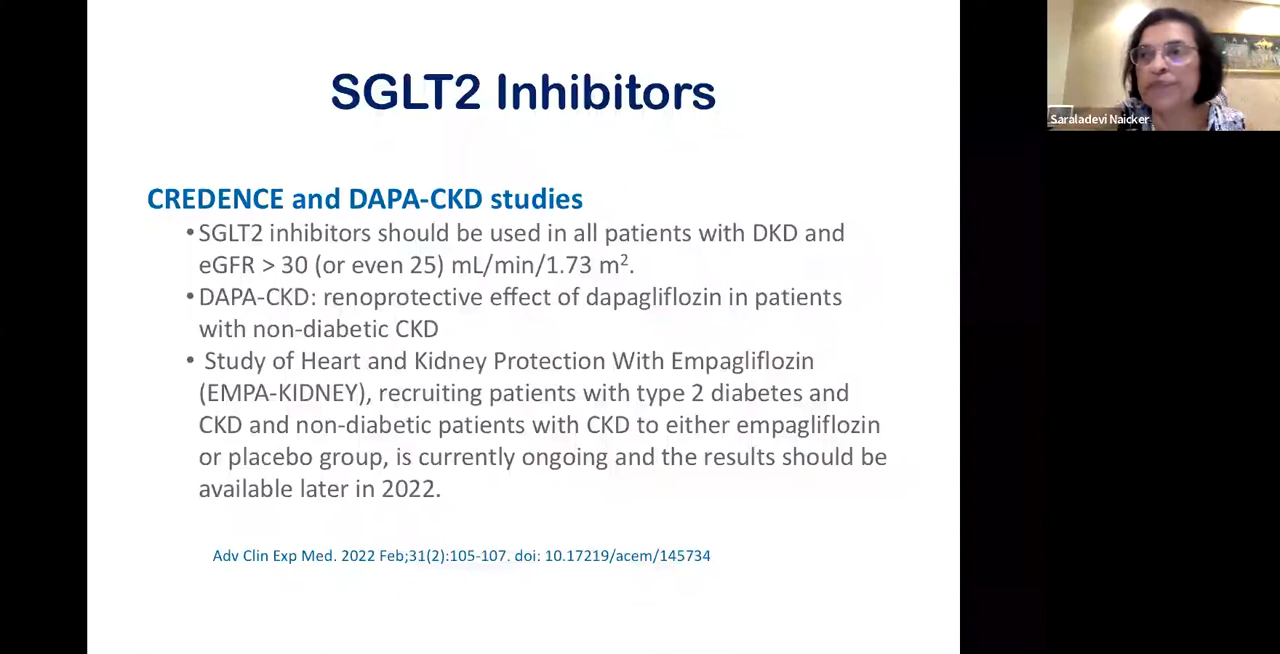 SGLT2 Inhibitors
CREDENCE and DAPA-CKD studies
•SGLT2 inhibitors should be used in all patients with DKD and
eGFR > 30 (or even 25) mL/min/1.73 m².
•DAPA-CKD: renoprotective effect of dapagliflozin in patients
with non-diabetic CKD
• Study of Heart and Kidney Protection With Empagliflozin
(EMPA-KIDNEY), recruiting patients with type 2 diabetes and
CKD and non-diabetic patients with CKD to either empagliflozin
or placebo group, is currently ongoing and the results should be
available later in 2022.
Adv Clin Exp Med. 2022 Feb;31(2):105-107. doi: 10.17219/acem/145734
Saraladevi Naicker